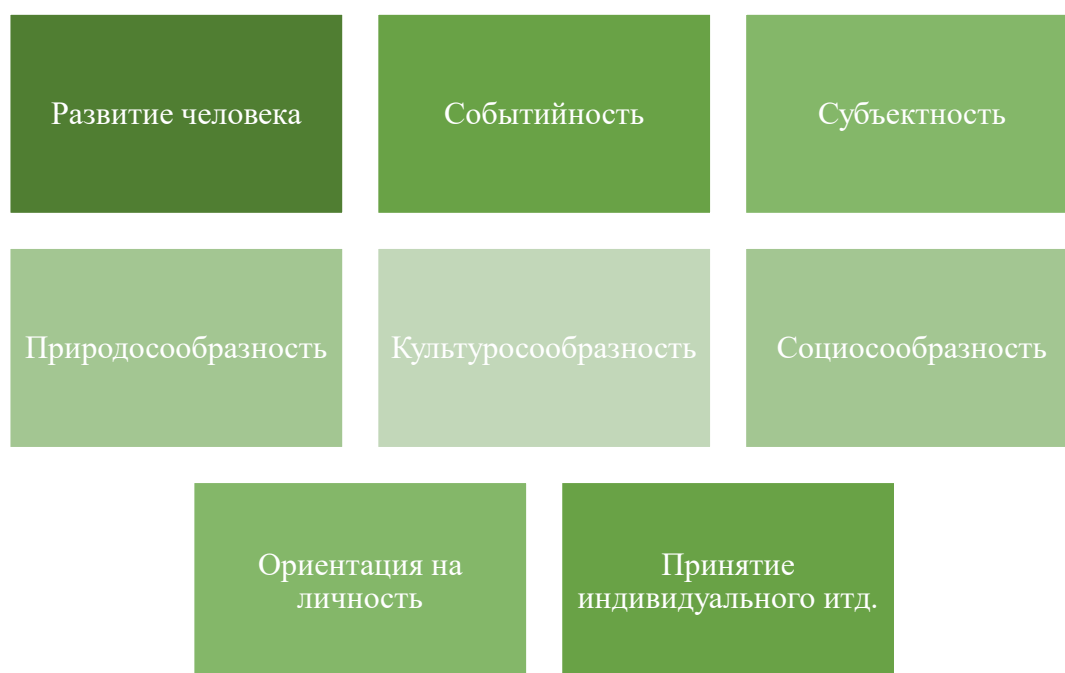 Развитие человека
Событийность
Субъектность
Природосообразность
Культуросообразность
Социосообразность
Ориентация на
личность
Принятие
индивидуального итд.